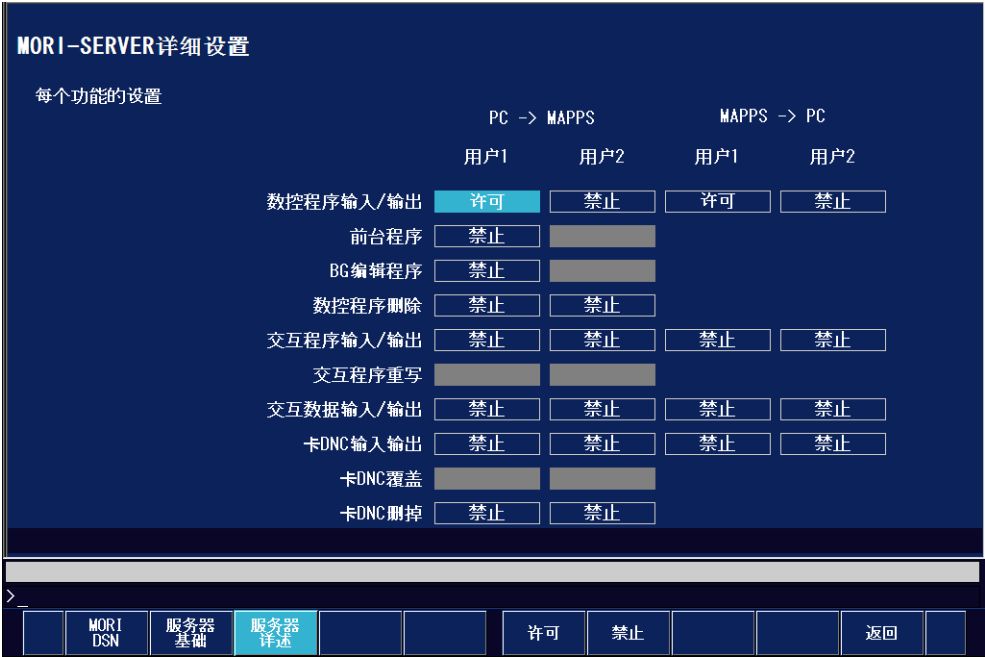 MORI-SERVER详细设置
每个功能的设置
PC -> MAPPS MAPPS -> PC
用户1 用户2 用户1 用户2
数控程序输入/输出 许可 禁止 许可 禁止
前台程序 禁止
BG编辑程序 禁止
数控程序删除 禁止 禁止
交互程序输入/输出 禁止 禁止 禁止 禁止
交互程序重写
交互数据输入/输出 禁止 禁止 禁止 禁止
卡DNC输入输出 禁止 禁止 禁止 禁止
卡DNC覆盖
卡DNC删掉 禁止 禁止
>_
MORI DSN 服务器基础 服务器详述 许可 禁止 返回